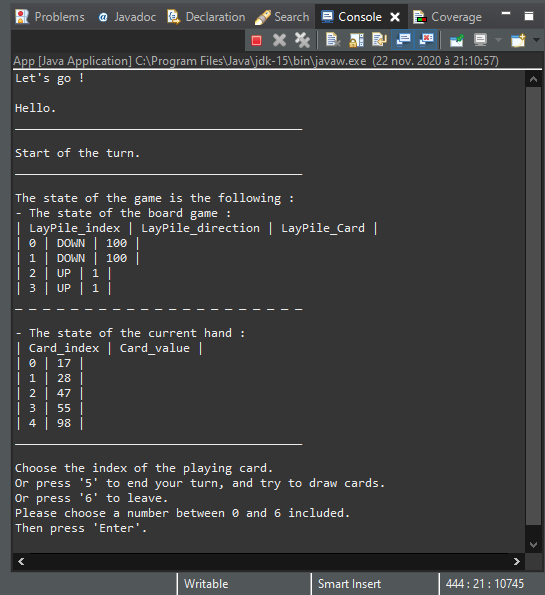 Problems @ Javadoc Declaration Search Console Coverage
App [Java Application] C:\Program Files\Java\jdk-15\bin\javaw.exe (22 nov. 2020 à 21:10:57)
Let's go !
Hello.
_________________________________________
Start of the turn.
_________________________________________
The state of the game is the following :
- The state of the board game :
| LayPile_index | LayPile_direction | LayPile_Card |
| 0 | DOWN | 100 |
| 1 | DOWN | 100 |
| 2 | UP | 1 |
| 3 | UP | 1 |
_ _ _ _ _ _ _ _ _ _ _ _ _ _ _ _ _ _ _ _ _
- The state of the current hand :
| Card_index | Card_value |
| 0 | 17 |
| 1 | 28 |
| 2 | 47 |
| 3 | 55 |
| 4 | 98 |
_________________________________________
Choose the index of the playing card.
Or press '5' to end your turn, and try to draw cards.
Or press '6' to leave.
Please choose a number between 0 and 6 included.
Then press 'Enter'.
Writable Smart Insert 444 : 21 : 10745